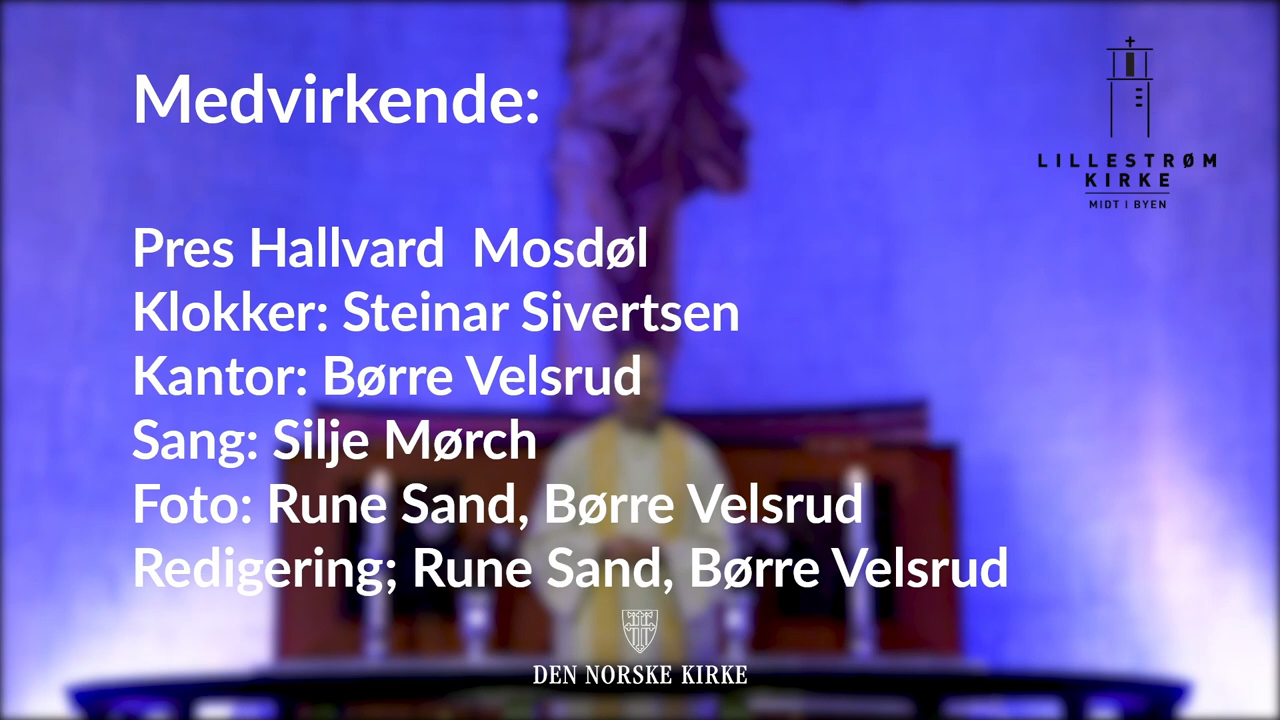 Medvirkende:
LILLESTRØM
KIRKE
MIDT I BYEN
Pres Hallvard  Mosdøl
Klokker: Steinar Sivertsen
Kantor: Børre Velsrud
Sang: Silje Mørch
Foto: Rune Sand, Børre Velsrud
Redigering; Rune Sand, Børre Velsrud
DEN NORSKE KIRKE